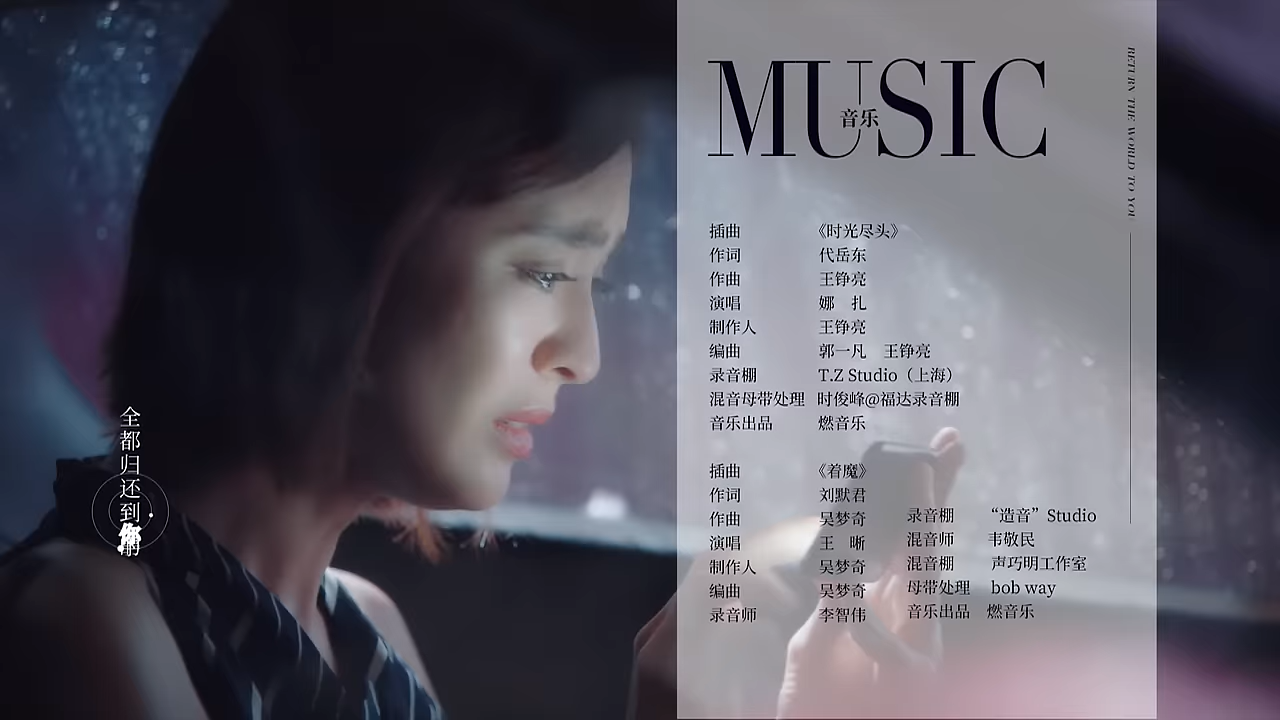 MUSIC
音乐
RETURN THE WORLD TO YOU
插曲 《时光尽头》
作词 代岳东
作曲 王铮亮
演唱 娜 扎
制作人 王铮亮
编曲 郭一凡 王铮亮
录音棚 T.Z Studio（上海）
混音母带处理 时俊峰@福达录音棚
音乐出品 燃音乐
插曲 《着魔》
作词 刘默君
作曲 吴梦奇
演唱 王 晰
制作人 吴梦奇
编曲 吴梦奇
录音师 李智伟
录音棚 “造音”Studio
混音师 韦敬民
混音棚 声巧明工作室
母带处理 bob way
音乐出品 燃音乐
全都归还到